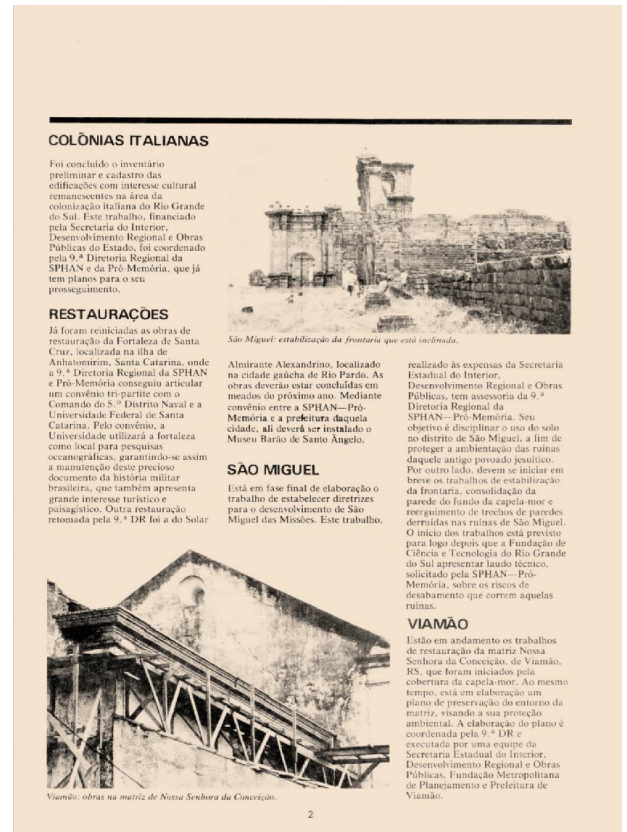 COLÔNIAS ITALIANAS
Foi concluído o inventário
preliminar e cadastro das
edificações com interesse cultural
remanescentes na área da
colonização italiana do Rio Grande
do Sul. Este trabalho, financiado
pela Secretaria do Interior,
Desenvolvimento Regional e Obras
Públicas do Estado, foi coordenado
pela 9.ª Diretoria Regional da
SPHAN e da Pró-Memória, que já
tem planos para o seu
prosseguimento.
RESTAURAÇÕES
Já foram reiniciadas as obras de
restauração da Fortaleza de Santa
Cruz, localizada na ilha de
Anhatomirim, Santa Catarina, onde
a 9.ª Diretoria Regional da SPHAN
e Pró-Memória conseguiu articular
um convênio tri-partite com o
Comando do 5.º Distrito Naval e a
Universidade Federal de Santa
Catarina. Pelo convênio, a
Universidade utilizará a fortaleza
como local para pesquisas
oceanográficas, garantindo-se assim
a manutenção deste precioso
documento da história militar
brasileira, que também apresenta
grande interesse turístico e
paisagístico. Outra restauração
retomada pela 9.ª DR foi a do Solar
São Miguel: estabilização da frontaria que está inclinada.
Almirante Alexandrino, localizado
na cidade gaúcha de Rio Pardo. As
obras deverão estar concluídas em
meados do próximo ano. Mediante
convênio entre a SPHAN—Pró-
Memória e a prefeitura daquela
cidade, ali deverá ser instalado o
Museu Barão de Santo Ângelo.
SÃO MIGUEL
Está em fase final de elaboração o
trabalho de estabelecer diretrizes
para o desenvolvimento de São
Miguel das Missões. Este trabalho,
realizado às expensas da Secretaria
Estadual do Interior,
Desenvolvimento Regional e Obras
Públicas, tem assessoria da 9.ª
Diretoria Regional da
SPHAN—Pró-Memória. Seu
objetivo é disciplinar o uso do solo
no distrito de São Miguel, a fim de
proteger a ambientação das ruínas
daquele antigo povoado jesuítico.
Por outro lado, devem se iniciar em
breve os trabalhos de estabilização
da frontaria, consolidação da
parede do fundo da capela-mor e
reerguimento de trechos de paredes
derruídas nas ruínas de São Miguel.
O início dos trabalhos está previsto
para logo depois que a Fundação de
Ciência e Tecnologia do Rio Grande
do Sul apresentar laudo técnico,
solicitado pela SPHAN—Pró-
Memória, sobre os riscos de
desabamento que correm aquelas
ruínas.
VIAMÃO
Estão em andamento os trabalhos
de restauração da matriz Nossa
Senhora da Conceição, de Viamão,
RS, que foram iniciados pela
cobertura da capela-mor. Ao mesmo
tempo, está em elaboração um
plano de preservação do entorno da
matriz, visando a sua proteção
ambiental. A elaboração do plano é
coordenada pela 9.ª DR e
executada por uma equipe da
Secretaria Estadual do Interior,
Desenvolvimento Regional e Obras
Públicas, Fundação Metropolitana
de Planejamento e Prefeitura de
Viamão.
Viamão: obras na matriz de Nossa Senhora da Conceição.
2